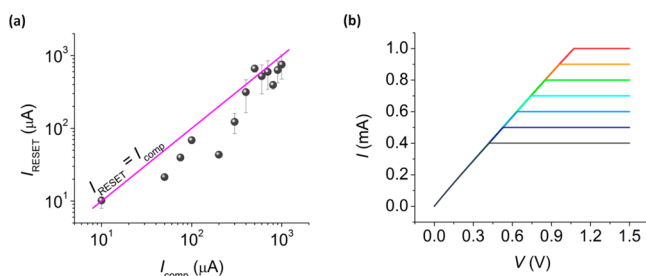 (a)
(b)
10³
10²
10¹
I_RESET (μA)
I_RESET = I_comp
10¹
10²
10³
I_comp (μA)
1.0
0.8
0.6
0.4
0.2
0.0
I (mA)
0.0
0.3
0.6
0.9
1.2
1.5
V (V)